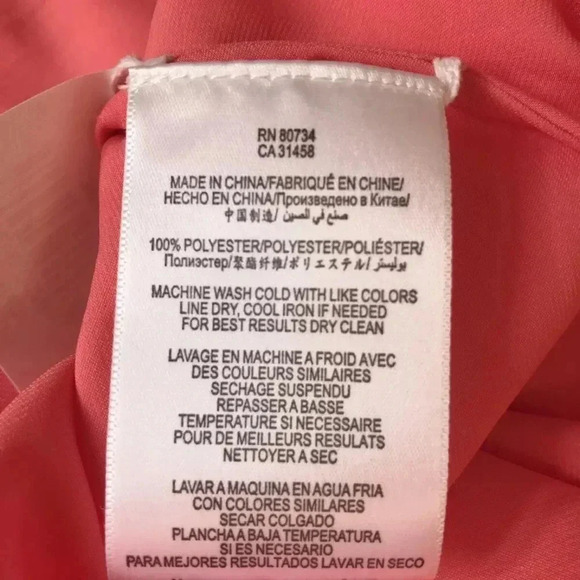 RN 80734
CA 31458
MADE IN CHINA/FABRIQUÉ EN CHINE/
HECHO EN CHINA/Произведено в Китае/
中国制造/ صنع في الصين/
100% POLYESTER/POLYESTER/POLIÉSTER/
Полиэстер/聚酯纤维/ポリエステル/بوليستر/
MACHINE WASH COLD WITH LIKE COLORS
LINE DRY, COOL IRON IF NEEDED
FOR BEST RESULTS DRY CLEAN
LAVAGE EN MACHINE A FROID AVEC
DES COULEURS SIMILAIRES
SECHAGE SUSPENDU
REPASSER A BASSE
TEMPERATURE SI NECESSAIRE
POUR DE MEILLEURS RESULATS
NETTOYER A SEC
LAVAR A MAQUINA EN AGUA FRIA
CON COLORES SIMILARES
SECAR COLGADO
PLANCHA A BAJA TEMPERATURA
SI ES NECESARIO
PARA MEJORES RESULTADOS LAVAR EN SECO